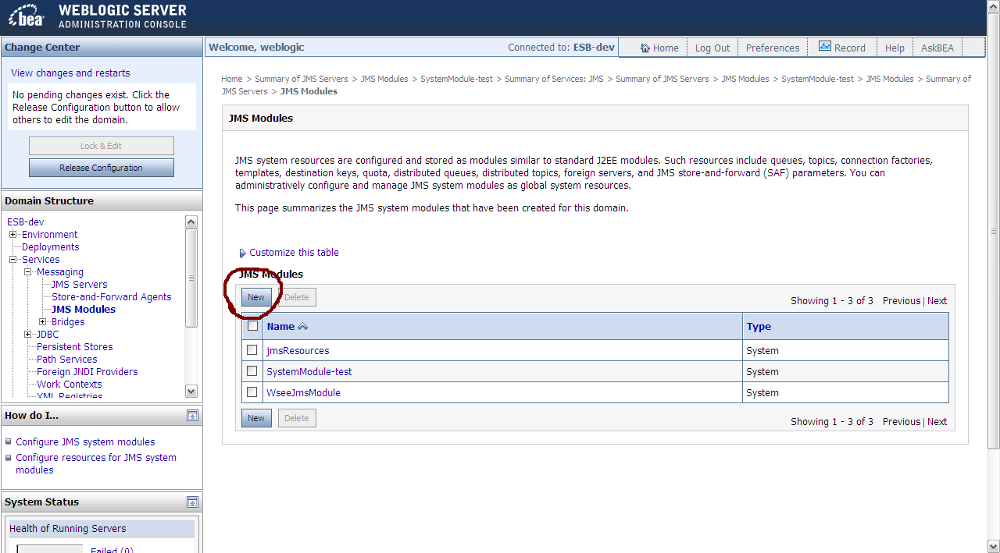 bea
WEBLOGIC SERVER
ADMINISTRATION CONSOLE
Change Center
View changes and restarts
No pending changes exist. Click the
Release Configuration button to allow
others to edit the domain.
Lock & Edit
Release Configuration
Domain Structure
ESB-dev
Environment
Deployments
Services
Messaging
JMS Servers
Store-and-Forward Agents
JMS Modules
Bridges
JDBC
Persistent Stores
Path Services
Foreign JNDI Providers
Work Contexts
XML Registries
How do I...
Configure JMS system modules
Configure resources for JMS system
modules
System Status
Health of Running Servers
Failed (0)
Welcome, weblogic
Connected to: ESB-dev
Home
Log Out
Preferences
Record
Help
AskBEA
Home > Summary of JMS Servers > JMS Modules > SystemModule-test > Summary of Services: JMS > Summary of JMS Servers > JMS Modules > SystemModule-test > JMS Modules > Summary
of JMS Servers > JMS Modules
JMS Modules
JMS system resources are configured and stored as modules similar to standard J2EE modules. Such resources include queues, topics, connection factories,
templates, destination keys, quota, distributed queues, distributed topics, foreign servers, and JMS store-and-forward (SAF) parameters. You can
administratively configure and manage JMS system modules as global system resources.
This page summarizes the JMS system modules that have been created for this domain.
Customize this table
JMS Modules
New
Delete
Showing 1 - 3 of 3 Previous | Next
Name
Type
jmsResources
System
SystemModule-test
System
WseeJmsModule
System
New
Delete
Showing 1 - 3 of 3 Previous | Next